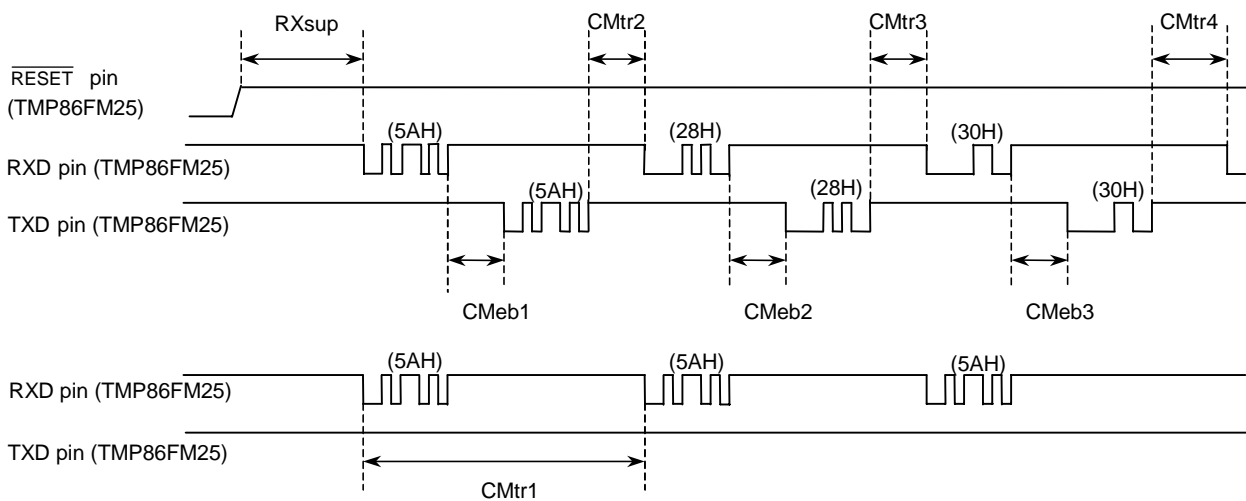 RXsup CMtr2 CMtr3 CMtr4
RESET pin
(TMP86FM25)
(5AH) (28H) (30H)
RXD pin (TMP86FM25)
(5AH) (28H) (30H)
TXD pin (TMP86FM25)
CMeb1 CMeb2 CMeb3
(5AH) (5AH) (5AH)
RXD pin (TMP86FM25)
TXD pin (TMP86FM25)
CMtr1